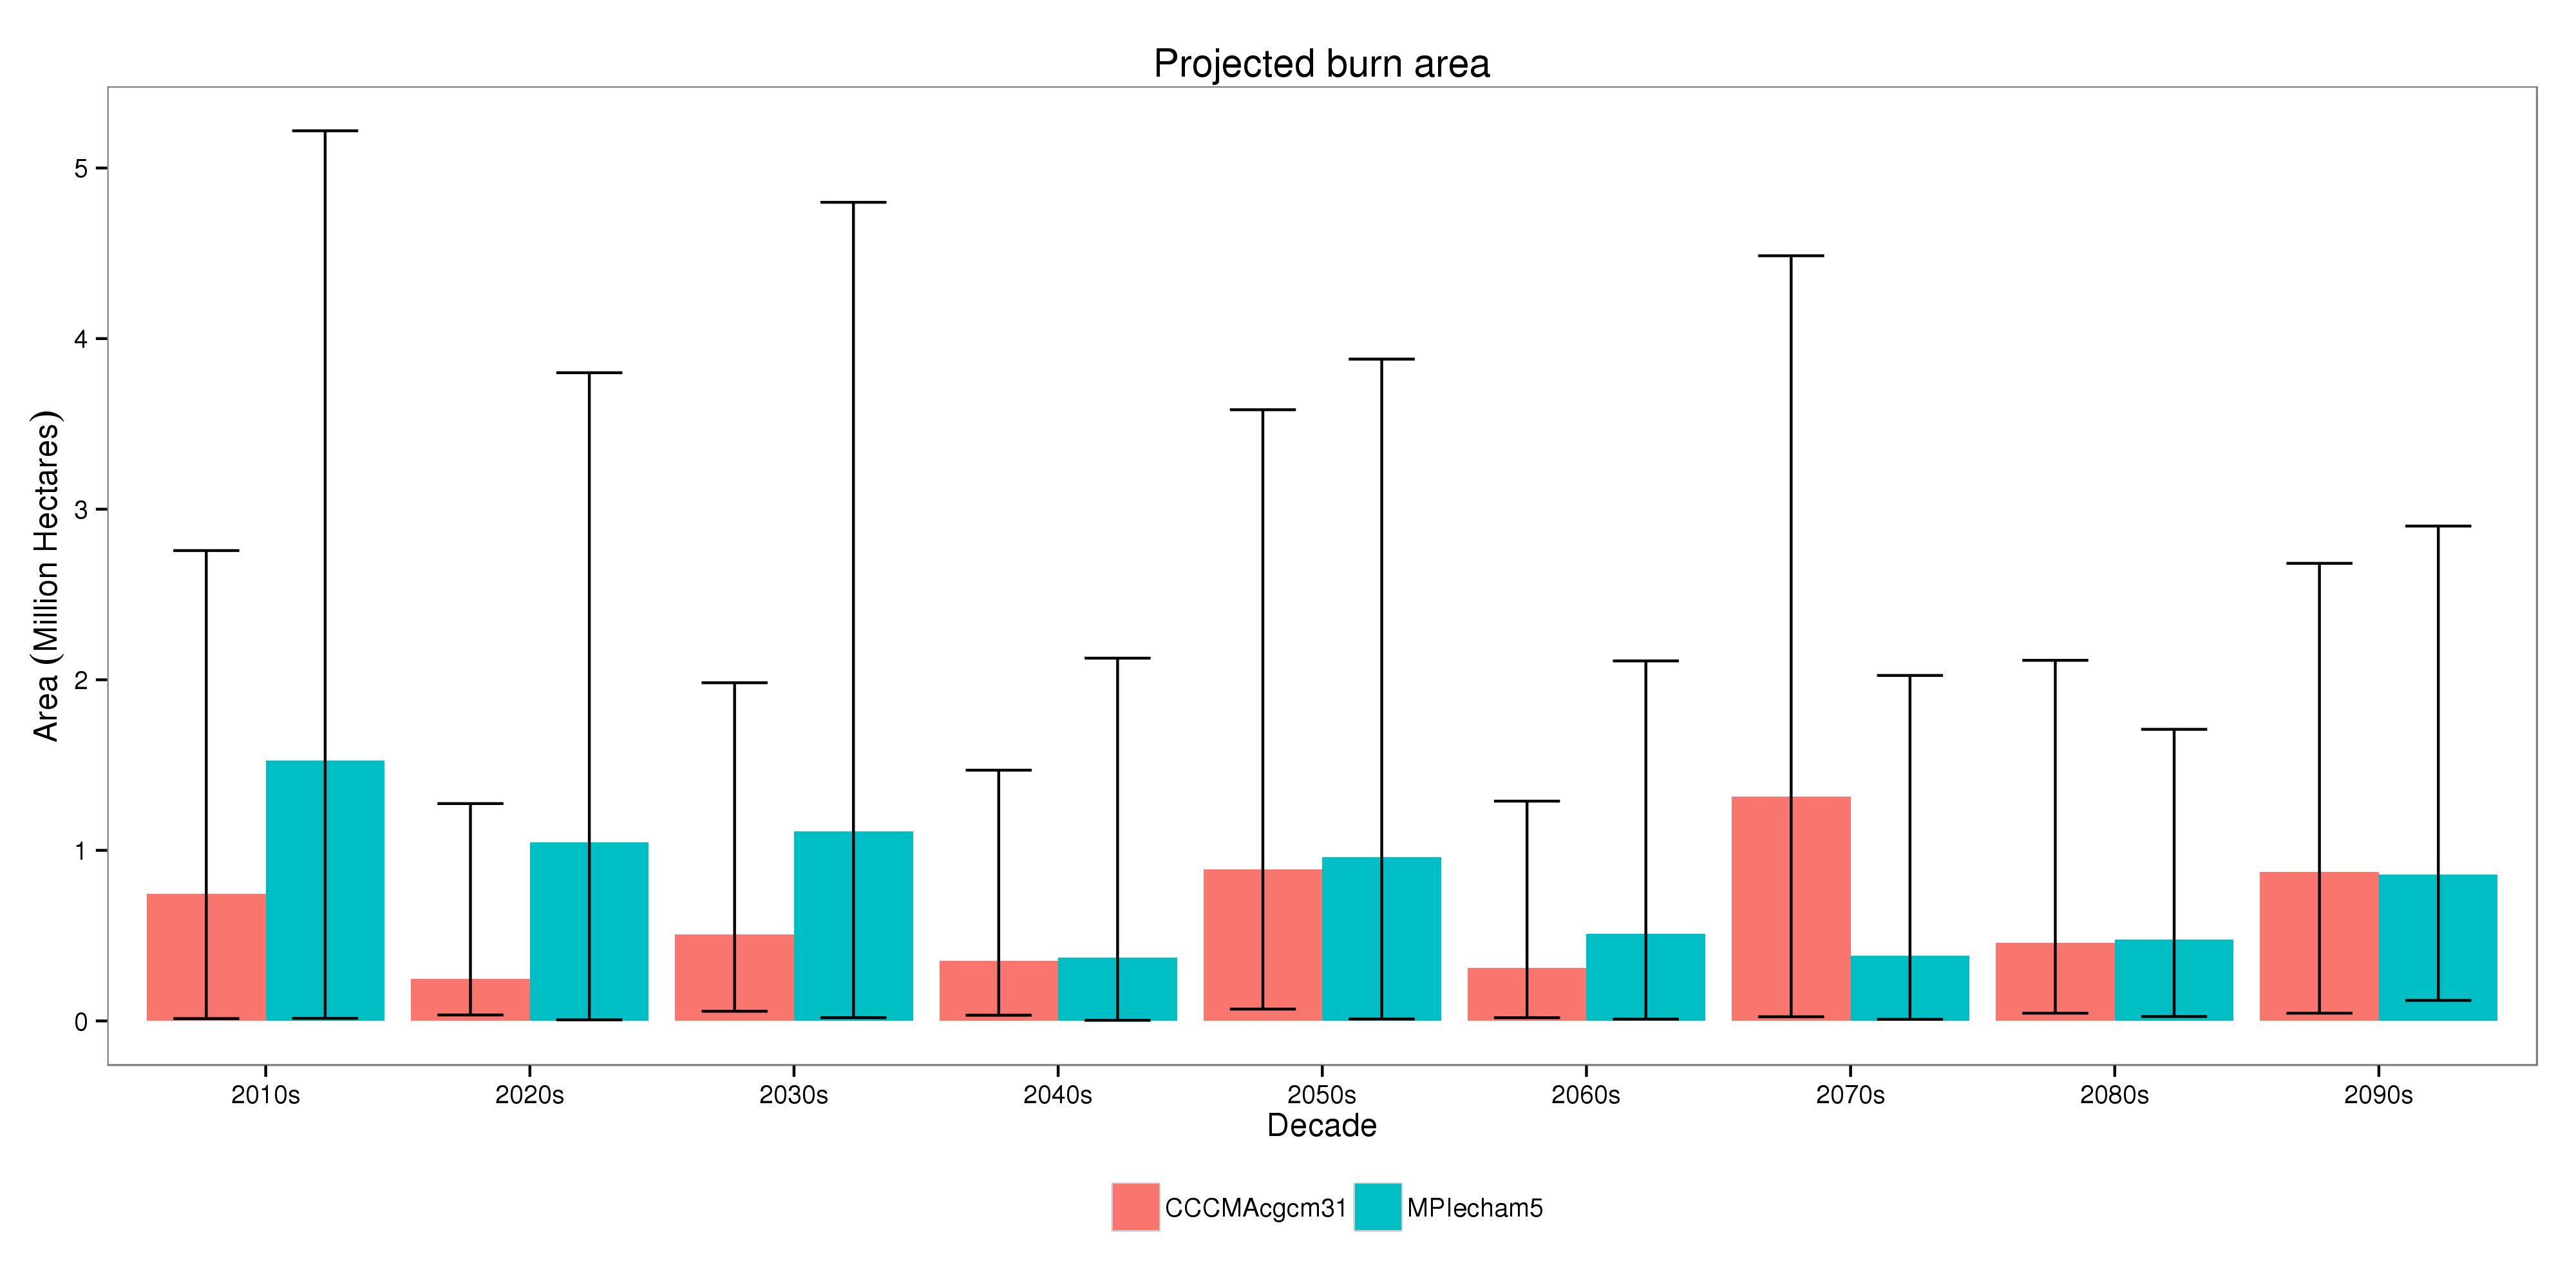 Projected burn area
Area (Million Hectares)
5
4
3
2
1
0
2010s 2020s 2030s 2040s 2050s 2060s 2070s 2080s 2090s
Decade
CCCMAcgcm31 MPIecham5